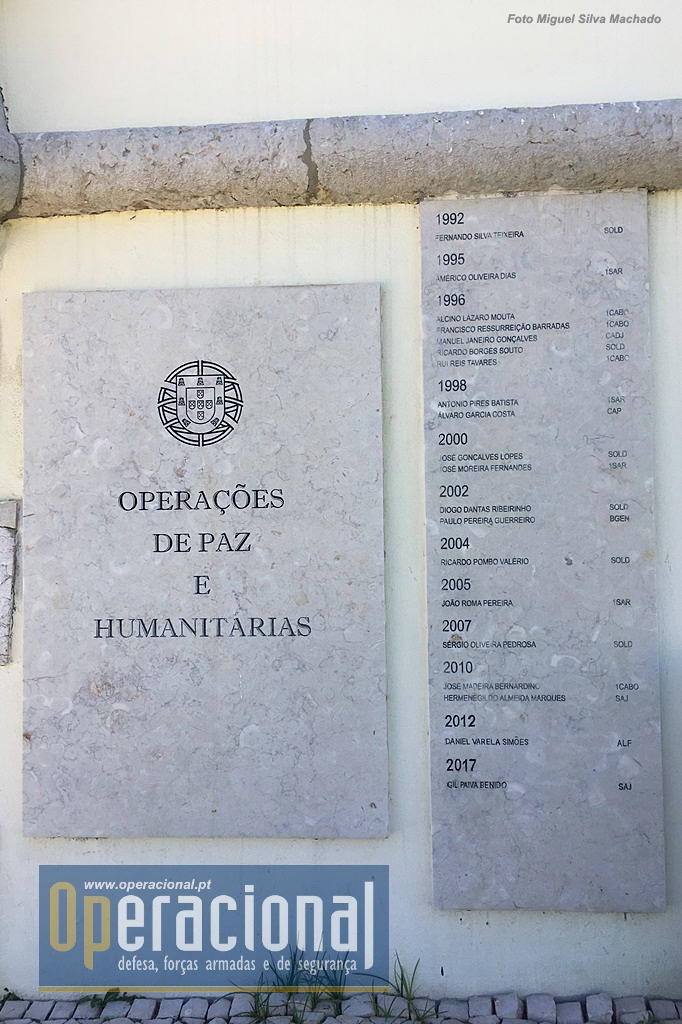 Foto Miguel Silva Machado
OPERAÇÕES
DE PAZ
E
HUMANITÁRIAS
1992
FERNANDO SILVA TEIXEIRA SOLD
1995
AMÉRICO OLIVEIRA DIAS 1SAR
1996
ALCINO LÁZARO MOUTA 1CABO
FRANCISCO RESSURREIÇÃO BARRADAS 1CABO
MANUEL JANEIRO GONÇALVES CADJ
RICARDO BORGES SOUTO SOLD
RUI REIS TAVARES 1CABO
1998
ANTÓNIO PIRES BATISTA 1SAR
ÁLVARO GARCIA COSTA CAP
2000
JOSÉ GONÇALVES LOPES SOLD
JOSÉ MOREIRA FERNANDES 1SAR
2002
DIOGO DANTAS RIBEIRINHO SOLD
PAULO PEREIRA GUERREIRO BGEN
2004
RICARDO POMBO VALÉRIO SOLD
2005
JOÃO ROMA PEREIRA 1SAR
2007
SÉRGIO OLIVEIRA PEDROSA SOLD
2010
JOSÉ MADEIRA BERNARDINO 1CABO
HERMENEGILDO ALMEIDA MARQUES SAJ
2012
DANIEL VARELA SIMÕES ALF
2017
GIL PAIVA BENIDO SAJ
www.operacional.pt
Operacional
defesa, forças armadas e de segurança